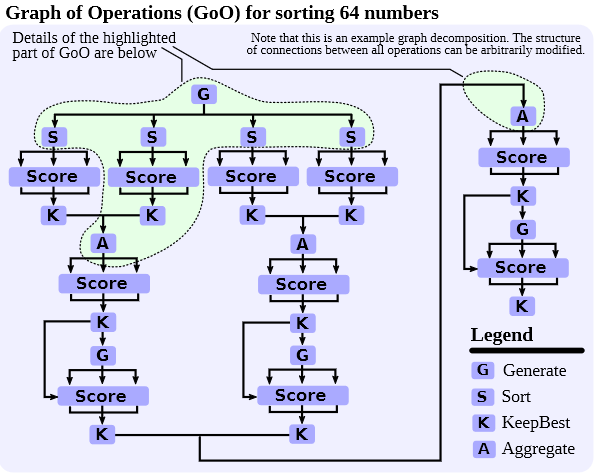 Graph of Operations (GoO) for sorting 64 numbers
Details of the highlighted
part of GoO are below
Note that this is an example graph decomposition. The structure
of connections between all operations can be arbitrarily modified.
G
S S S S
Score Score Score Score
K K K K
A A
Score Score
K K
G G
Score Score
K K
A
Score
K
G
Score
K
Legend
G Generate
S Sort
K KeepBest
A Aggregate